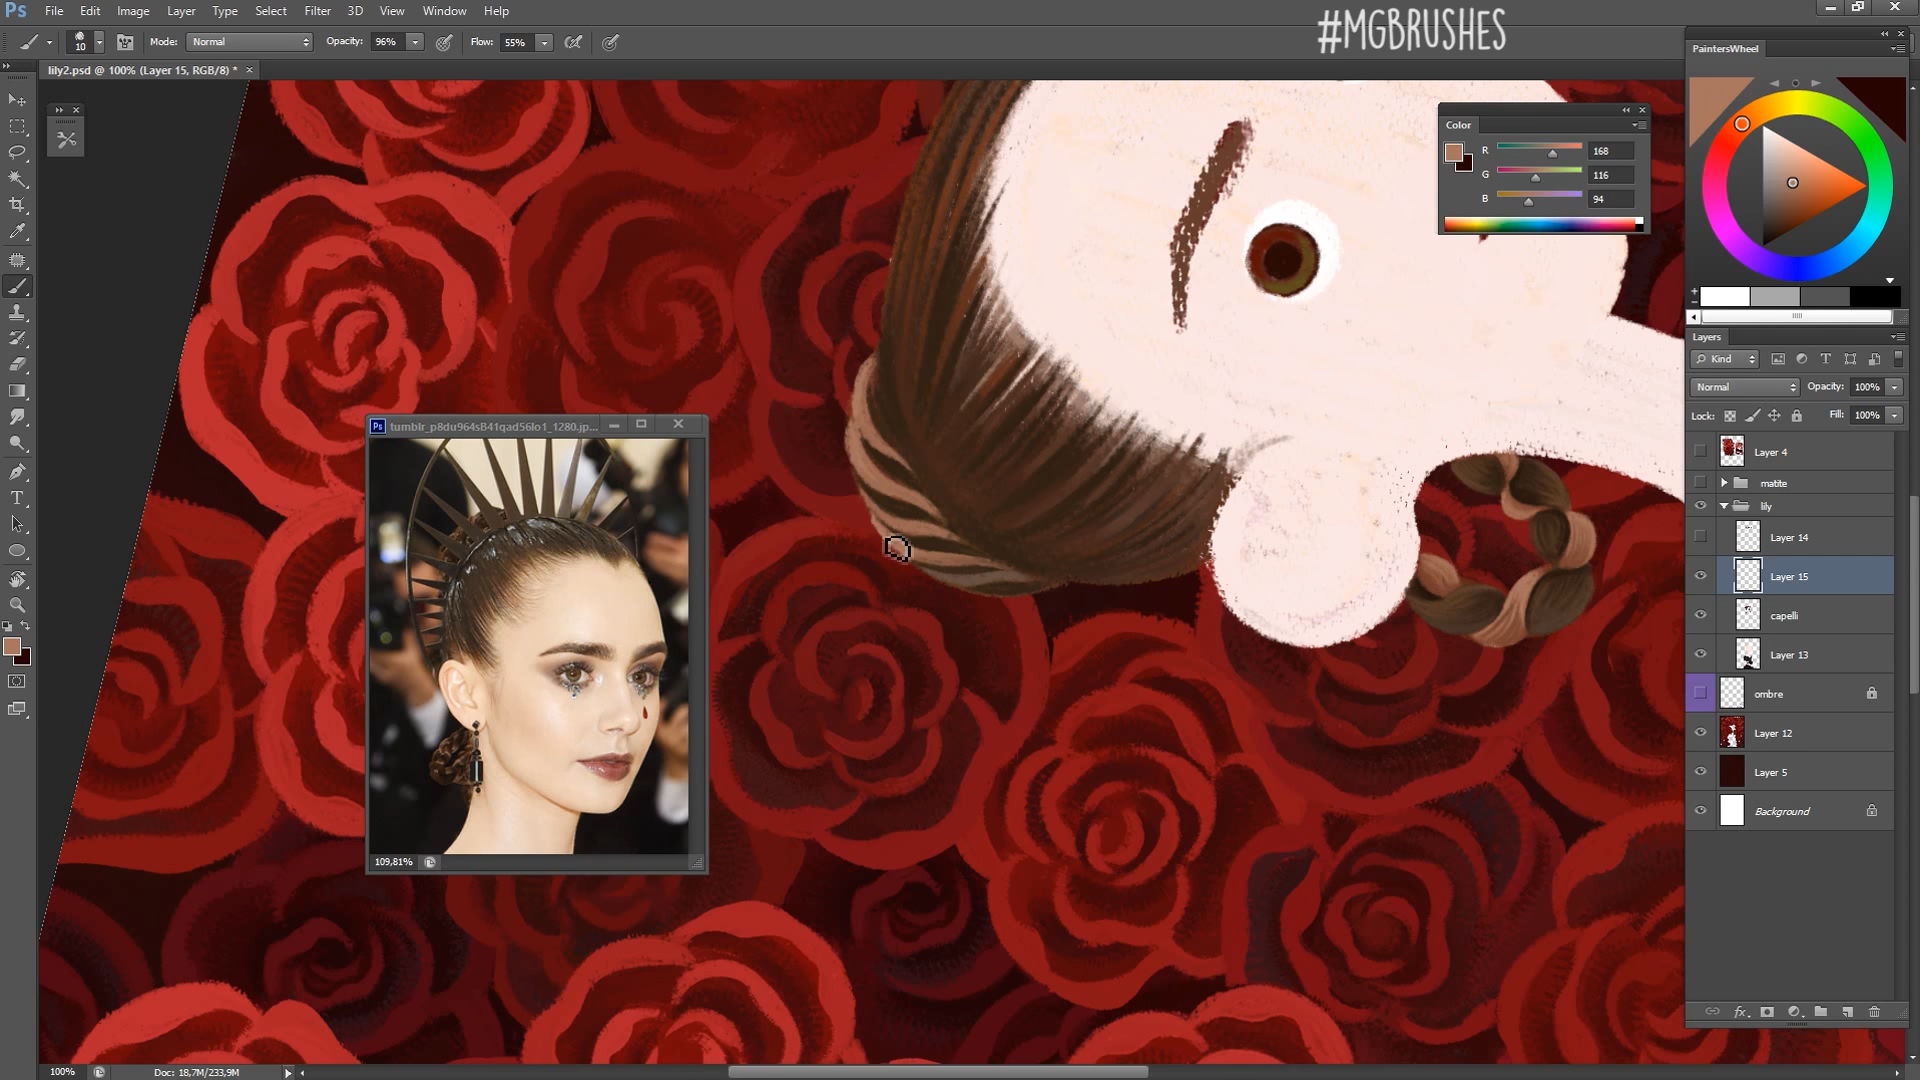 Ps File Edit Image Layer Type Select Filter 3D View Window Help
#MGBRUSHES
10 Mode: Normal Opacity: 96% Flow: 55%
lily2.psd @ 100% (Layer 15, RGB/8) * ×
PaintersWheel
Color
R 168
G 116
B 94
Layers
Kind
Normal Opacity: 100%
Lock: Fill: 100%
Layer 4
matite
lily
Layer 14
Layer 15
capelli
Layer 13
ombre
Layer 12
Layer 5
Background
fx
Ps tumblr_p8du964sB41qad56lo1_1280.jp...
109,81%
100% Doc: 18,7M/233,9M